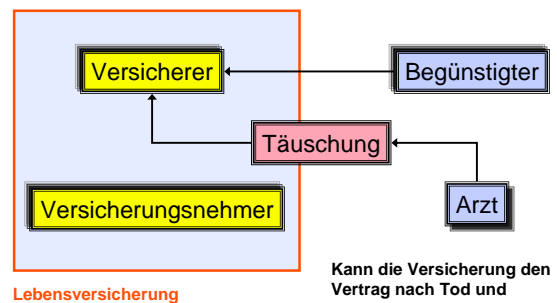 Versicherer
Begünstigter
Täuschung
Versicherungsnehmer
Arzt
Lebensversicherung
Kann die Versicherung den
Vertrag nach Tod und